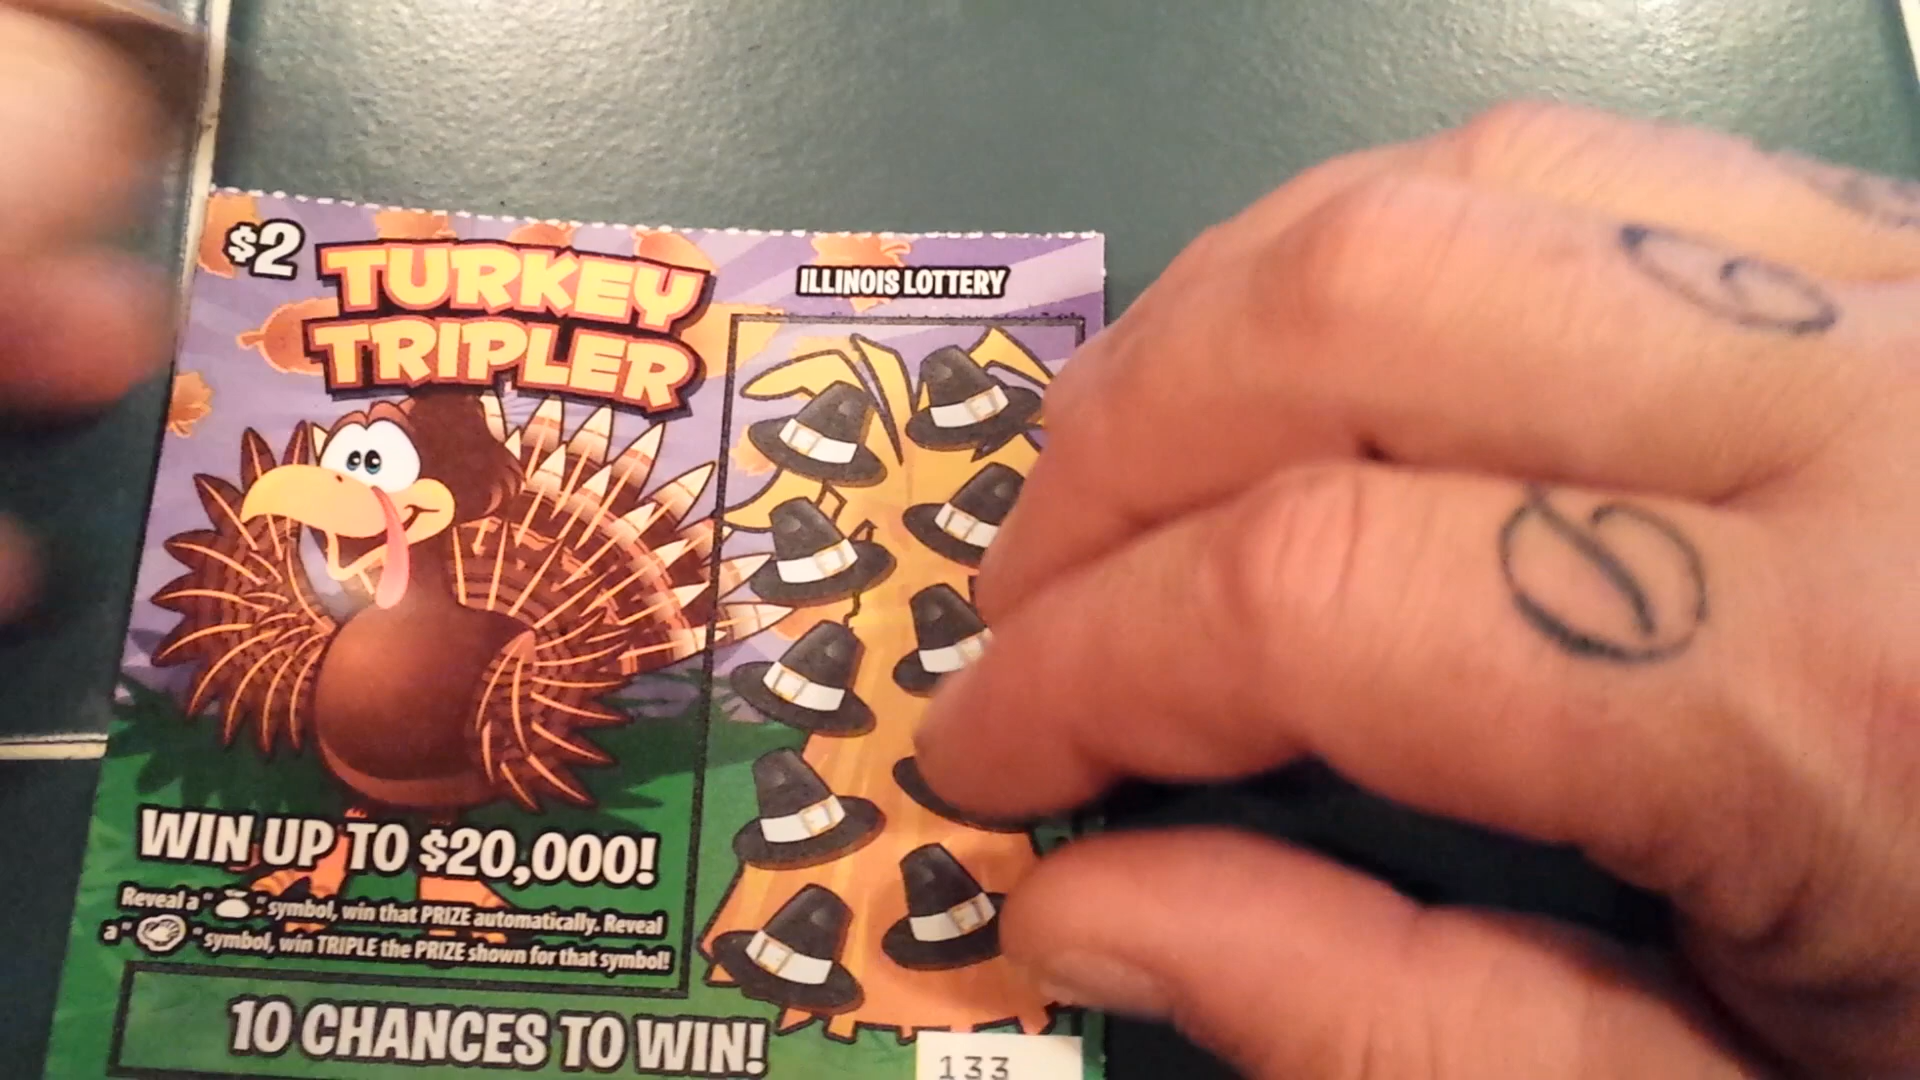 $2
TURKEY
TRIPLER
ILLINOIS LOTTERY
WIN UP TO $20,000!
Reveal a " " symbol, win that PRIZE automatically. Reveal
a " " symbol, win TRIPLE the PRIZE shown for that symbol!
10 CHANCES TO WIN!
133